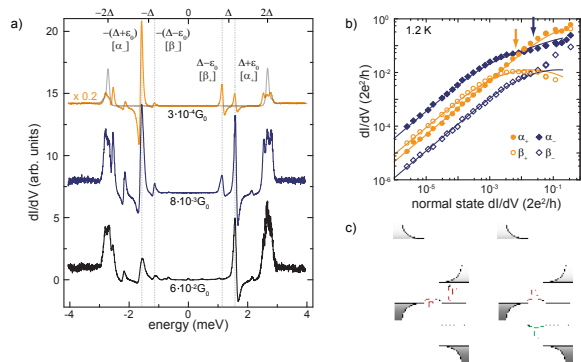 a)
−2Δ −Δ 0 Δ 2Δ
−(Δ+ε₀) −(Δ−ε₀)
[α₋] [β₋]
Δ−ε₀ Δ+ε₀
[β₊] [α₊]
x 0.2
3·10⁻⁴G₀
8·10⁻³G₀
6·10⁻²G₀
dI/dV (arb. units)
20
15
10
5
0
-4 -3 -2 -1 0 1 2 3 4
energy (meV)
b)
1.2 K
dI/dV (2e²/h)
10⁰
10⁻²
10⁻⁴
10⁻⁶
α₊ α₋
β₊ β₋
10⁻⁵ 10⁻³ 10⁻¹
normal state dI/dV (2e²/h)
c)